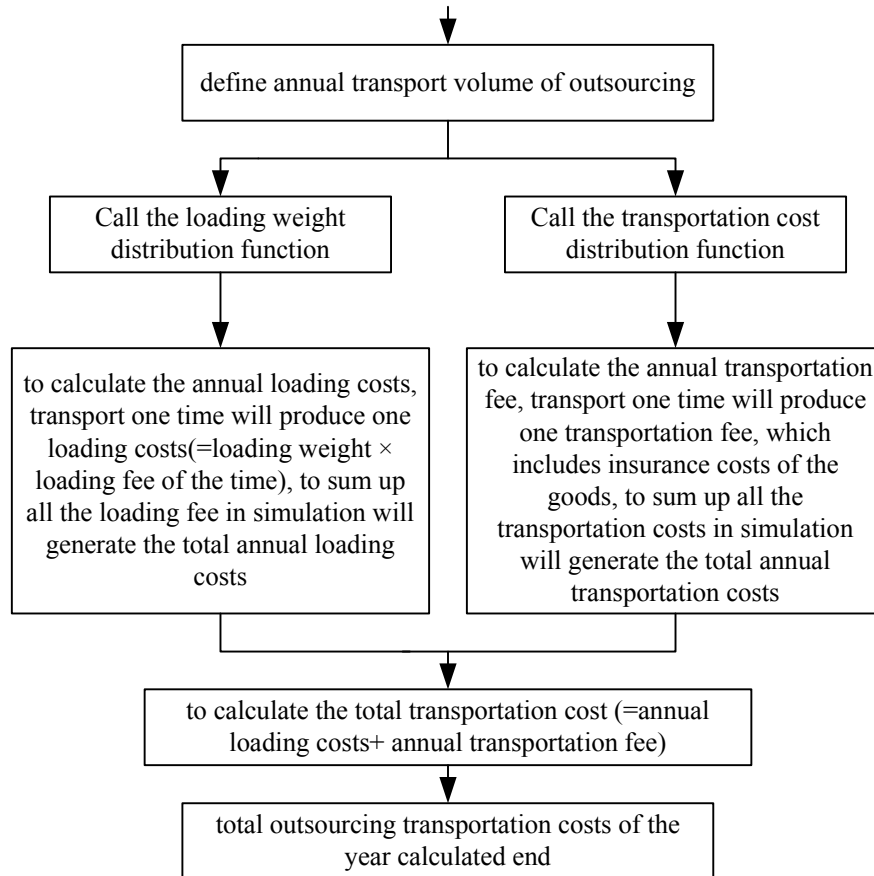 define annual transport volume of outsourcing
Call the loading weight
distribution function
Call the transportation cost
distribution function
to calculate the annual loading costs,
transport one time will produce one
loading costs(=loading weight ×
loading fee of the time), to sum up
all the loading fee in simulation will
generate the total annual loading
costs
to calculate the annual transportation
fee, transport one time will produce
one transportation fee, which
includes insurance costs of the
goods, to sum up all the
transportation costs in simulation
will generate the total annual
transportation costs
to calculate the total transportation cost (=annual
loading costs+ annual transportation fee)
total outsourcing transportation costs of the
year calculated end